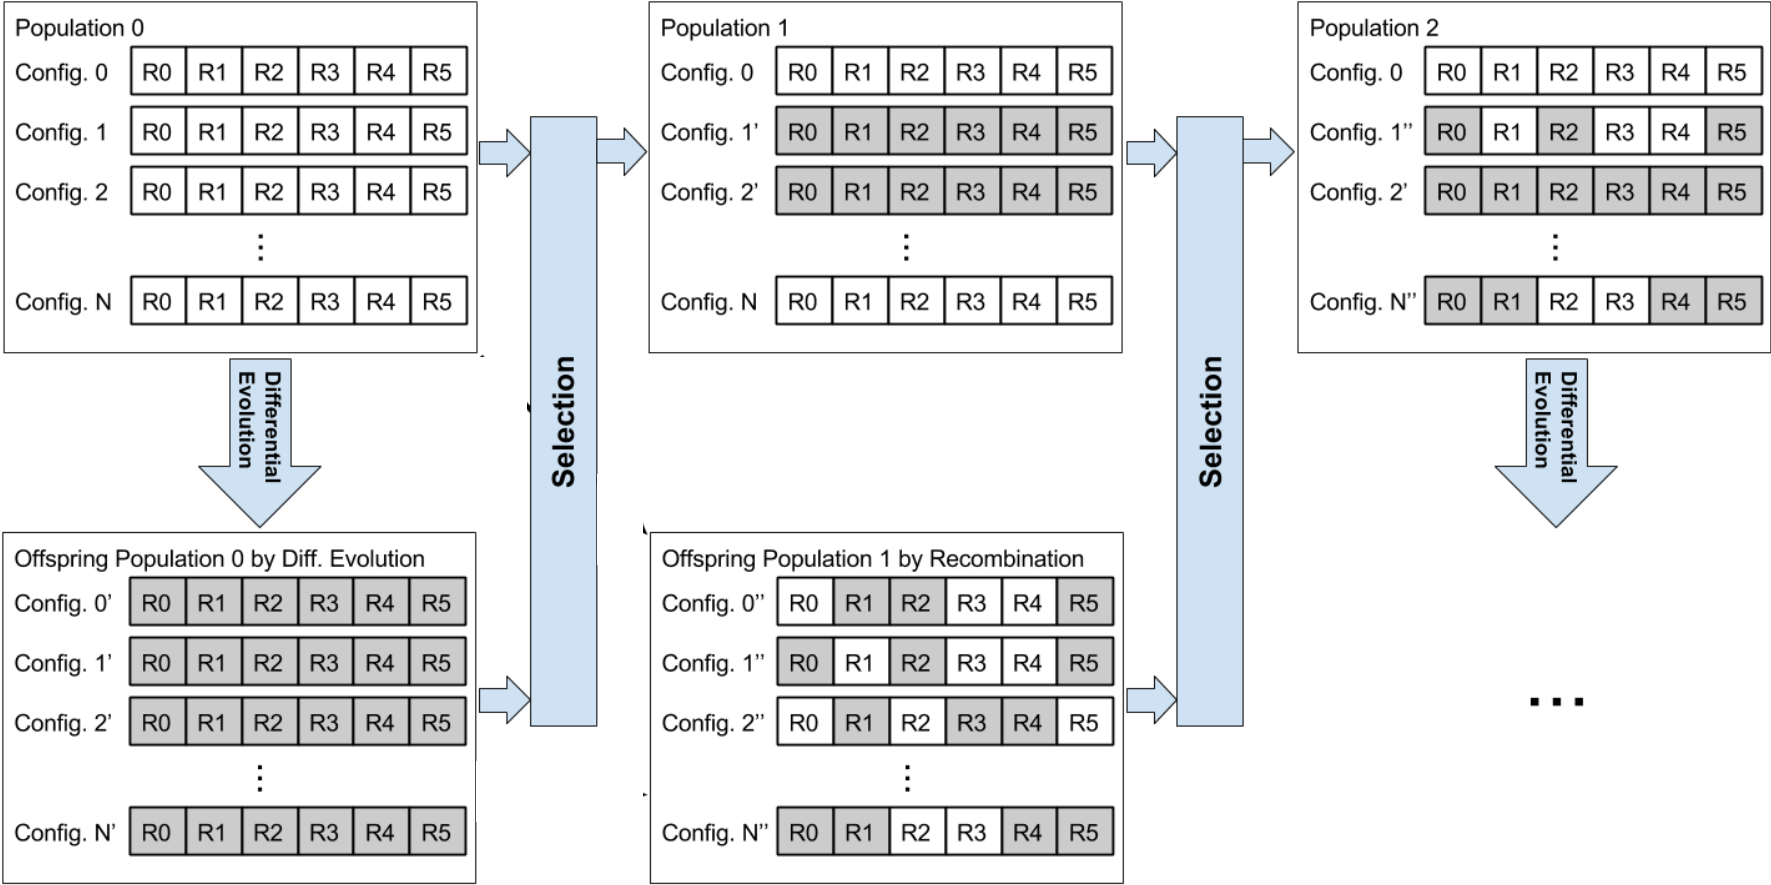 Population 0
Config. 0 R0 R1 R2 R3 R4 R5
Config. 1 R0 R1 R2 R3 R4 R5
Config. 2 R0 R1 R2 R3 R4 R5
⋮
Config. N R0 R1 R2 R3 R4 R5
Differential
Evolution
Offspring Population 0 by Diff. Evolution
Config. 0' R0 R1 R2 R3 R4 R5
Config. 1' R0 R1 R2 R3 R4 R5
Config. 2' R0 R1 R2 R3 R4 R5
⋮
Config. N' R0 R1 R2 R3 R4 R5
Selection
Population 1
Config. 0 R0 R1 R2 R3 R4 R5
Config. 1' R0 R1 R2 R3 R4 R5
Config. 2' R0 R1 R2 R3 R4 R5
⋮
Config. N R0 R1 R2 R3 R4 R5
Offspring Population 1 by Recombination
Config. 0'' R0 R1 R2 R3 R4 R5
Config. 1'' R0 R1 R2 R3 R4 R5
Config. 2'' R0 R1 R2 R3 R4 R5
⋮
Config. N'' R0 R1 R2 R3 R4 R5
Selection
Population 2
Config. 0 R0 R1 R2 R3 R4 R5
Config. 1'' R0 R1 R2 R3 R4 R5
Config. 2' R0 R1 R2 R3 R4 R5
⋮
Config. N'' R0 R1 R2 R3 R4 R5
Differential
Evolution
...